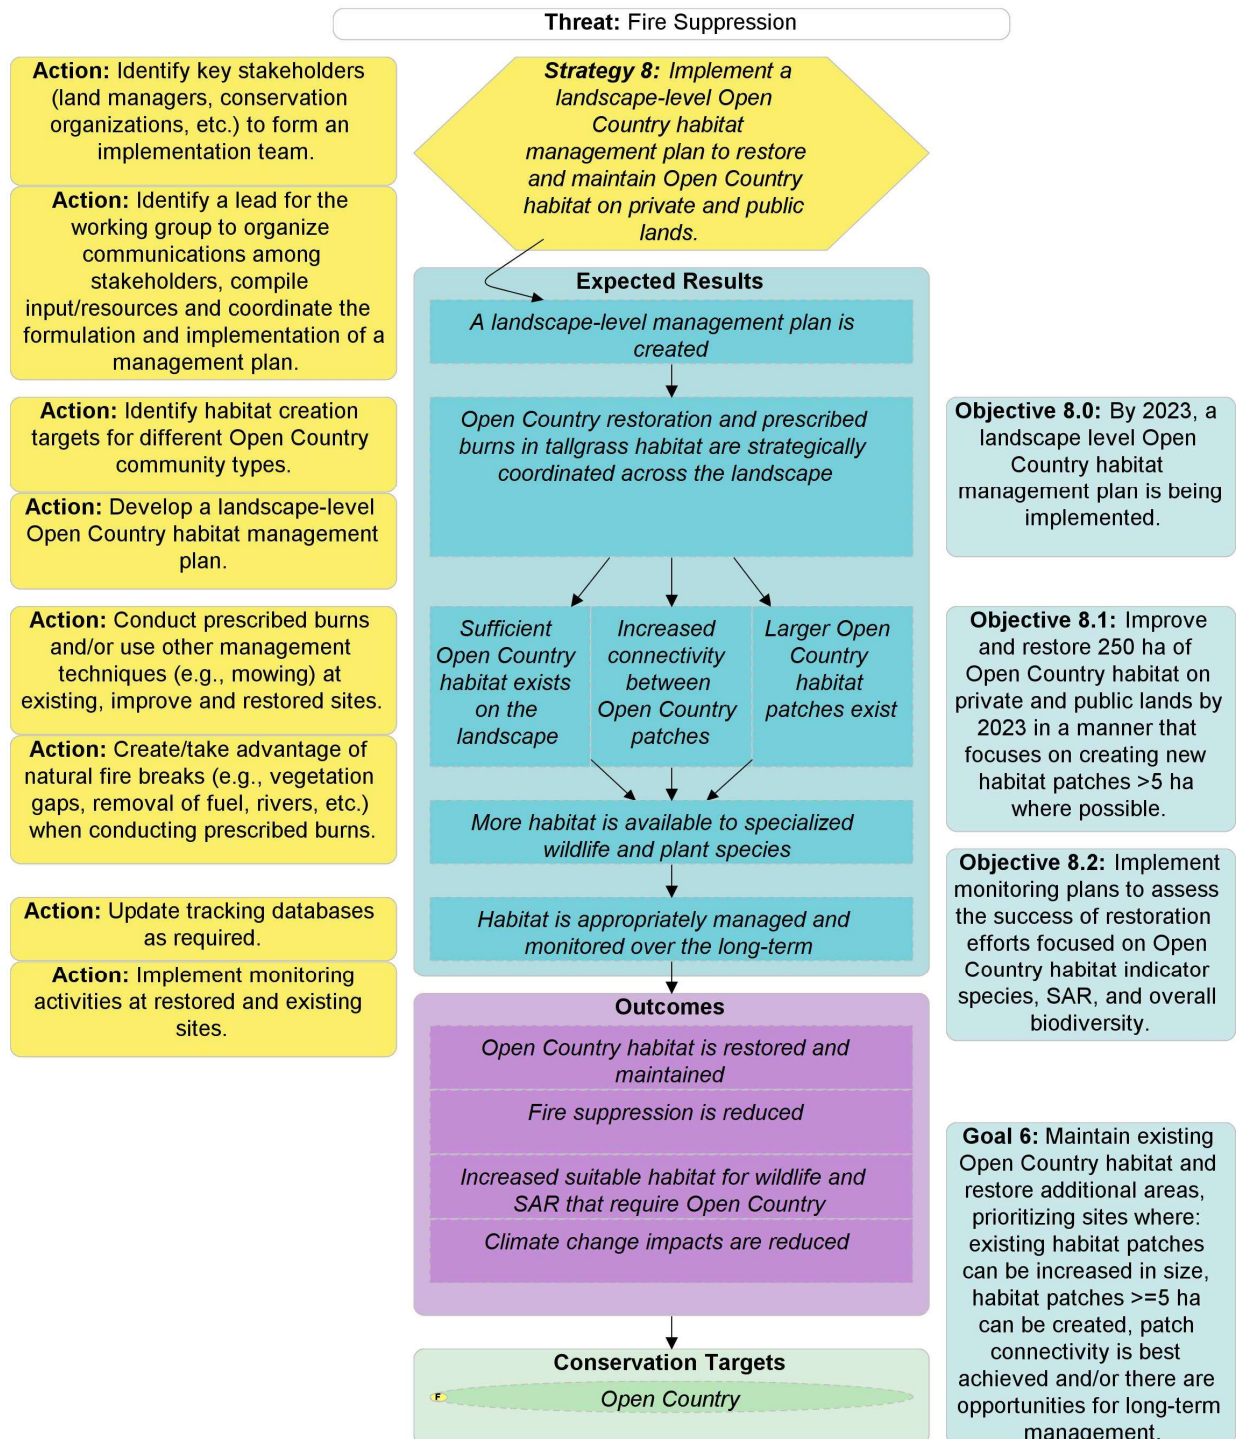 Threat: Fire Suppression
Action: Identify key stakeholders
(land managers, conservation
organizations, etc.) to form an
implementation team.
Action: Identify a lead for the
working group to organize
communications among
stakeholders, compile
input/resources and coordinate the
formulation and implementation of a
management plan.
Action: Identify habitat creation
targets for different Open Country
community types.
Action: Develop a landscape-level
Open Country habitat management
plan.
Action: Conduct prescribed burns
and/or use other management
techniques (e.g., mowing) at
existing, improve and restored sites.
Action: Create/take advantage of
natural fire breaks (e.g., vegetation
gaps, removal of fuel, rivers, etc.)
when conducting prescribed burns.
Action: Update tracking databases
as required.
Action: Implement monitoring
activities at restored and existing
sites.
Strategy 8: Implement a
landscape-level Open
Country habitat
management plan to restore
and maintain Open Country
habitat on private and public
lands.
Expected Results
A landscape-level management plan is
created
Open Country restoration and prescribed
burns in tallgrass habitat are strategically
coordinated across the landscape
Sufficient
Open Country
habitat exists
on the
landscape
Increased
connectivity
between
Open Country
patches
Larger Open
Country
habitat
patches exist
More habitat is available to specialized
wildlife and plant species
Habitat is appropriately managed and
monitored over the long-term
Outcomes
Open Country habitat is restored and
maintained
Fire suppression is reduced
Increased suitable habitat for wildlife and
SAR that require Open Country
Climate change impacts are reduced
Conservation Targets
F
Open Country
Objective 8.0: By 2023, a
landscape level Open
Country habitat
management plan is being
implemented.
Objective 8.1: Improve
and restore 250 ha of
Open Country habitat on
private and public lands by
2023 in a manner that
focuses on creating new
habitat patches >5 ha
where possible.
Objective 8.2: Implement
monitoring plans to assess
the success of restoration
efforts focused on Open
Country habitat indicator
species, SAR, and overall
biodiversity.
Goal 6: Maintain existing
Open Country habitat and
restore additional areas,
prioritizing sites where:
existing habitat patches
can be increased in size,
habitat patches >=5 ha
can be created, patch
connectivity is best
achieved and/or there are
opportunities for long-term
management.